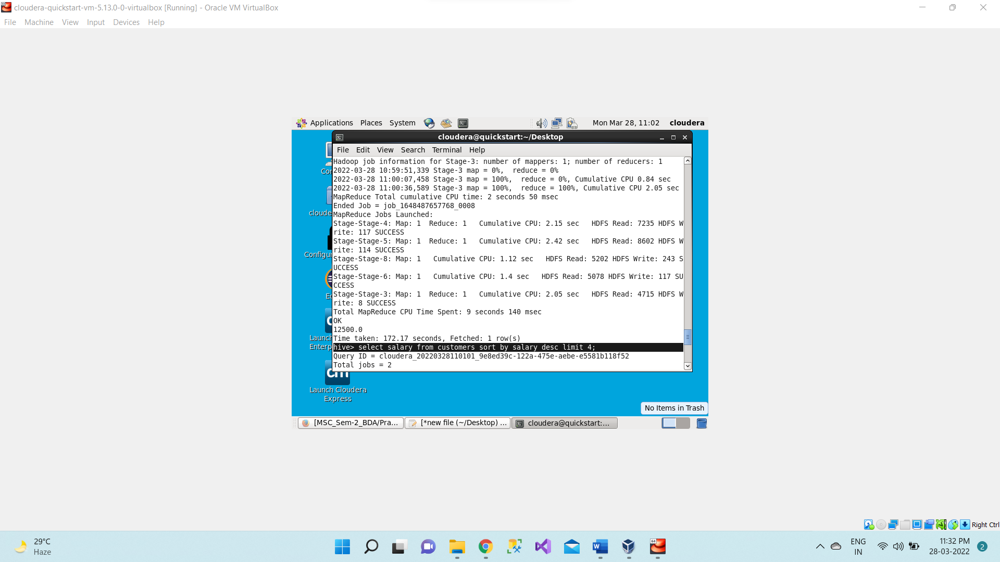 cloudera-quickstart-vm-5.13.0-0-virtualbox [Running] - Oracle VM VirtualBox
File Machine View Input Devices Help
Applications Places System Mon Mar 28, 11:02 cloudera
cloudera@quickstart:~/Desktop
File Edit View Search Terminal Help
Hadoop job information for Stage-3: number of mappers: 1; number of reducers: 1
2022-03-28 10:59:51,339 Stage-3 map = 0%,  reduce = 0%
2022-03-28 11:00:07,458 Stage-3 map = 100%,  reduce = 0%, Cumulative CPU 0.84 sec
2022-03-28 11:00:36,589 Stage-3 map = 100%,  reduce = 100%, Cumulative CPU 2.05 sec
MapReduce Total cumulative CPU time: 2 seconds 50 msec
Ended Job = job_1648487657768_0008
MapReduce Jobs Launched:
Stage-Stage-4: Map: 1  Reduce: 1   Cumulative CPU: 2.15 sec   HDFS Read: 7235 HDFS W
rite: 117 SUCCESS
Stage-Stage-5: Map: 1  Reduce: 1   Cumulative CPU: 2.42 sec   HDFS Read: 8602 HDFS W
rite: 114 SUCCESS
Stage-Stage-8: Map: 1   Cumulative CPU: 1.12 sec   HDFS Read: 5202 HDFS Write: 243 S
UCCESS
Stage-Stage-6: Map: 1   Cumulative CPU: 1.4 sec   HDFS Read: 5078 HDFS Write: 117 SU
CCESS
Stage-Stage-3: Map: 1  Reduce: 1   Cumulative CPU: 2.05 sec   HDFS Read: 4715 HDFS W
rite: 8 SUCCESS
Total MapReduce CPU Time Spent: 9 seconds 140 msec
OK
12500.0
Time taken: 172.17 seconds, Fetched: 1 row(s)
hive> select salary from customers sort by salary desc limit 4;
Query ID = cloudera_20220328110101_9e8ed39c-122a-475e-aebe-e5581b118f52
Total jobs = 2
Co
cloude
Configu
Launch
Enterp
cm
Launch Cloudera
Express
No Items in Trash
[MSC_Sem-2_BDA/Pra... [*new file (~/Desktop) ... cloudera@quickstart:...
Right Ctrl
29°C
Haze
ENG
IN
11:32 PM
28-03-2022
2